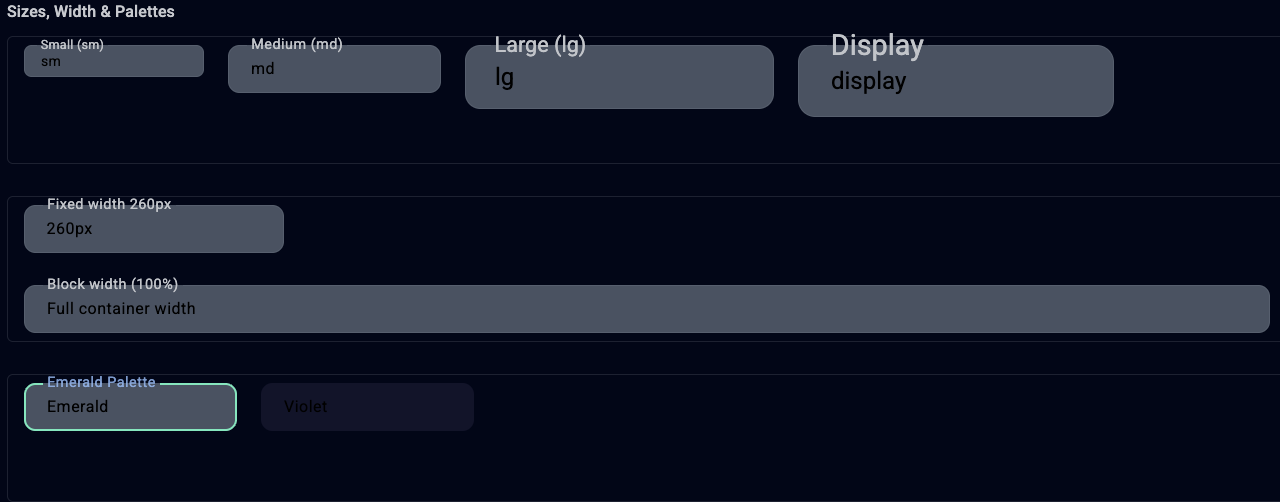 Sizes, Width & Palettes
Small (sm)
sm
Medium (md)
md
Large (lg)
lg
Display
display
Fixed width 260px
260px
Block width (100%)
Full container width
Emerald Palette
Emerald
Violet